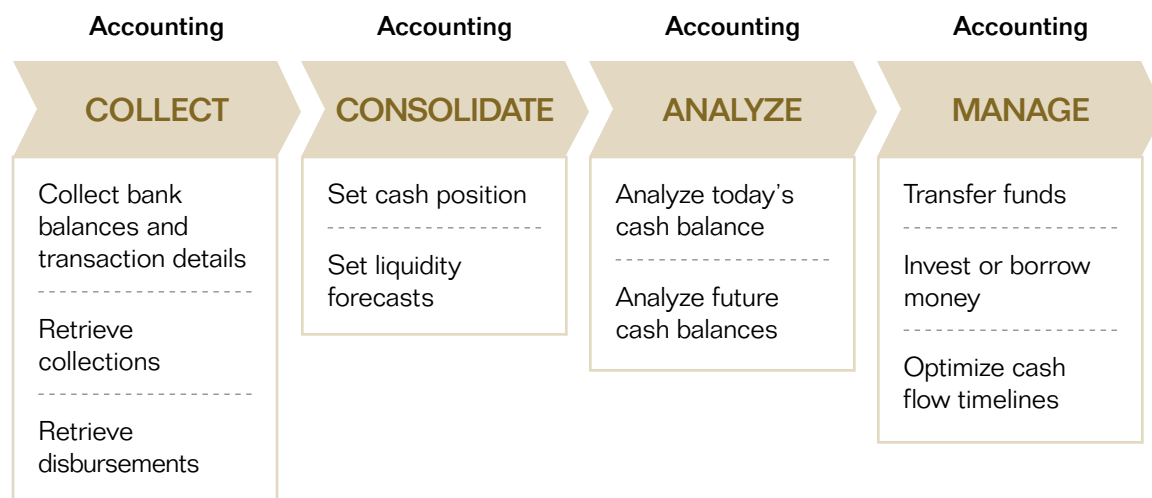 Accounting
COLLECT
Collect bank
balances and
transaction details
Retrieve
collections
Retrieve
disbursements
Accounting
CONSOLIDATE
Set cash position
Set liquidity
forecasts
Accounting
ANALYZE
Analyze today's
cash balance
Analyze future
cash balances
Accounting
MANAGE
Transfer funds
Invest or borrow
money
Optimize cash
flow timelines